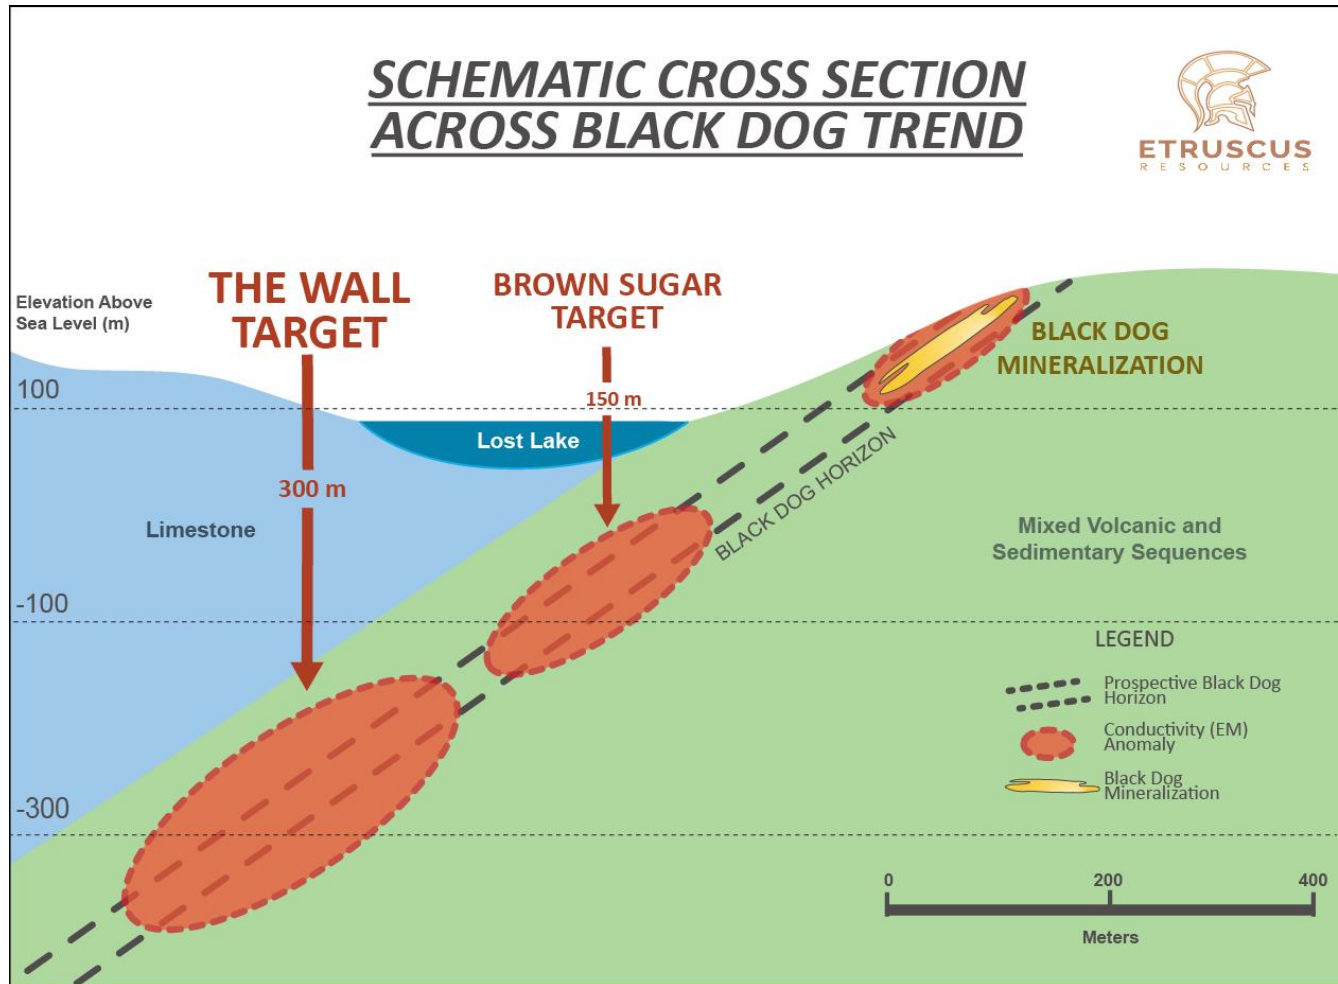 SCHEMATIC CROSS SECTION
ACROSS BLACK DOG TREND
ETRUSCUS
RESOURCES
Elevation Above
Sea Level (m)
THE WALL
TARGET
BROWN SUGAR
TARGET
BLACK DOG
MINERALIZATION
100
150 m
Lost Lake
300 m
BLACK DOG HORIZON
Limestone
Mixed Volcanic and
Sedimentary Sequences
-100
LEGEND
Prospective Black Dog
Horizon
Conductivity (EM)
Anomaly
Black Dog
Mineralization
-300
0 200 400
Meters